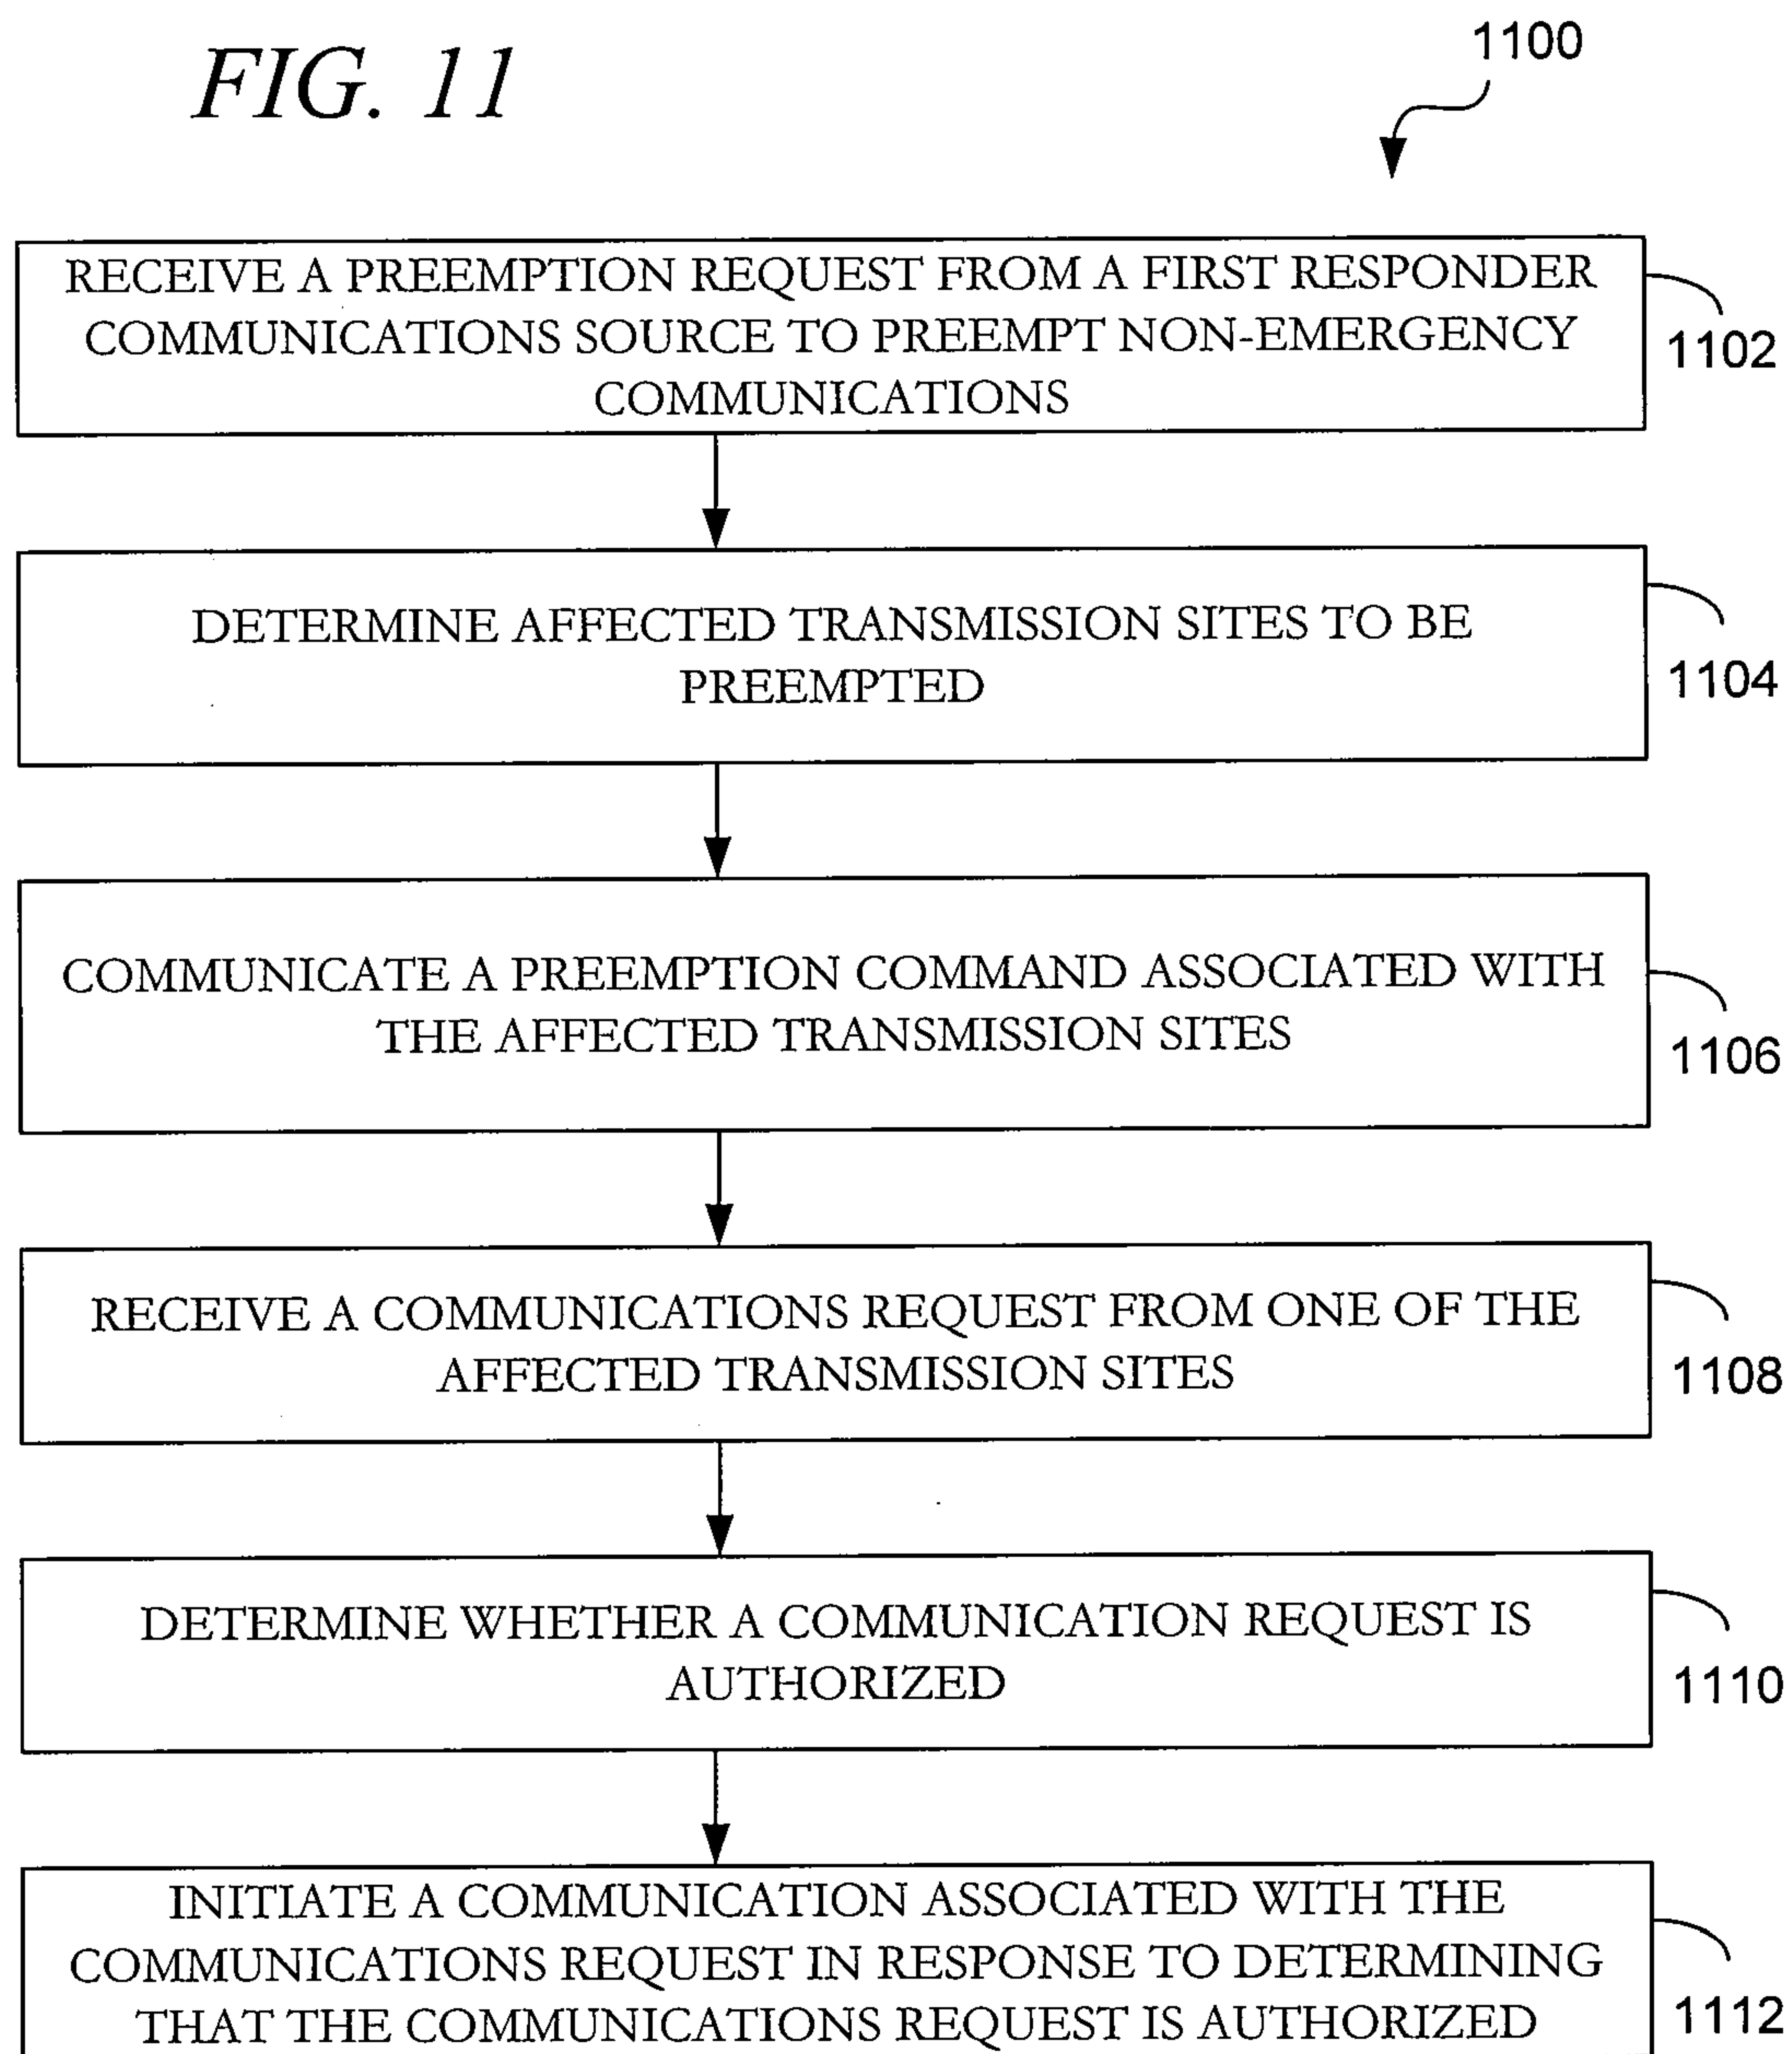 FIG. 11
1100
RECEIVE A PREEMPTION REQUEST FROM A FIRST RESPONDER
COMMUNICATIONS SOURCE TO PREEMPT NON-EMERGENCY
COMMUNICATIONS
1102
DETERMINE AFFECTED TRANSMISSION SITES TO BE
PREEMPTED
1104
COMMUNICATE A PREEMPTION COMMAND ASSOCIATED WITH
THE AFFECTED TRANSMISSION SITES
1106
RECEIVE A COMMUNICATIONS REQUEST FROM ONE OF THE
AFFECTED TRANSMISSION SITES
1108
DETERMINE WHETHER A COMMUNICATION REQUEST IS
AUTHORIZED
1110
INITIATE A COMMUNICATION ASSOCIATED WITH THE
COMMUNICATIONS REQUEST IN RESPONSE TO DETERMINING
THAT THE COMMUNICATIONS REQUEST IS AUTHORIZED
1112